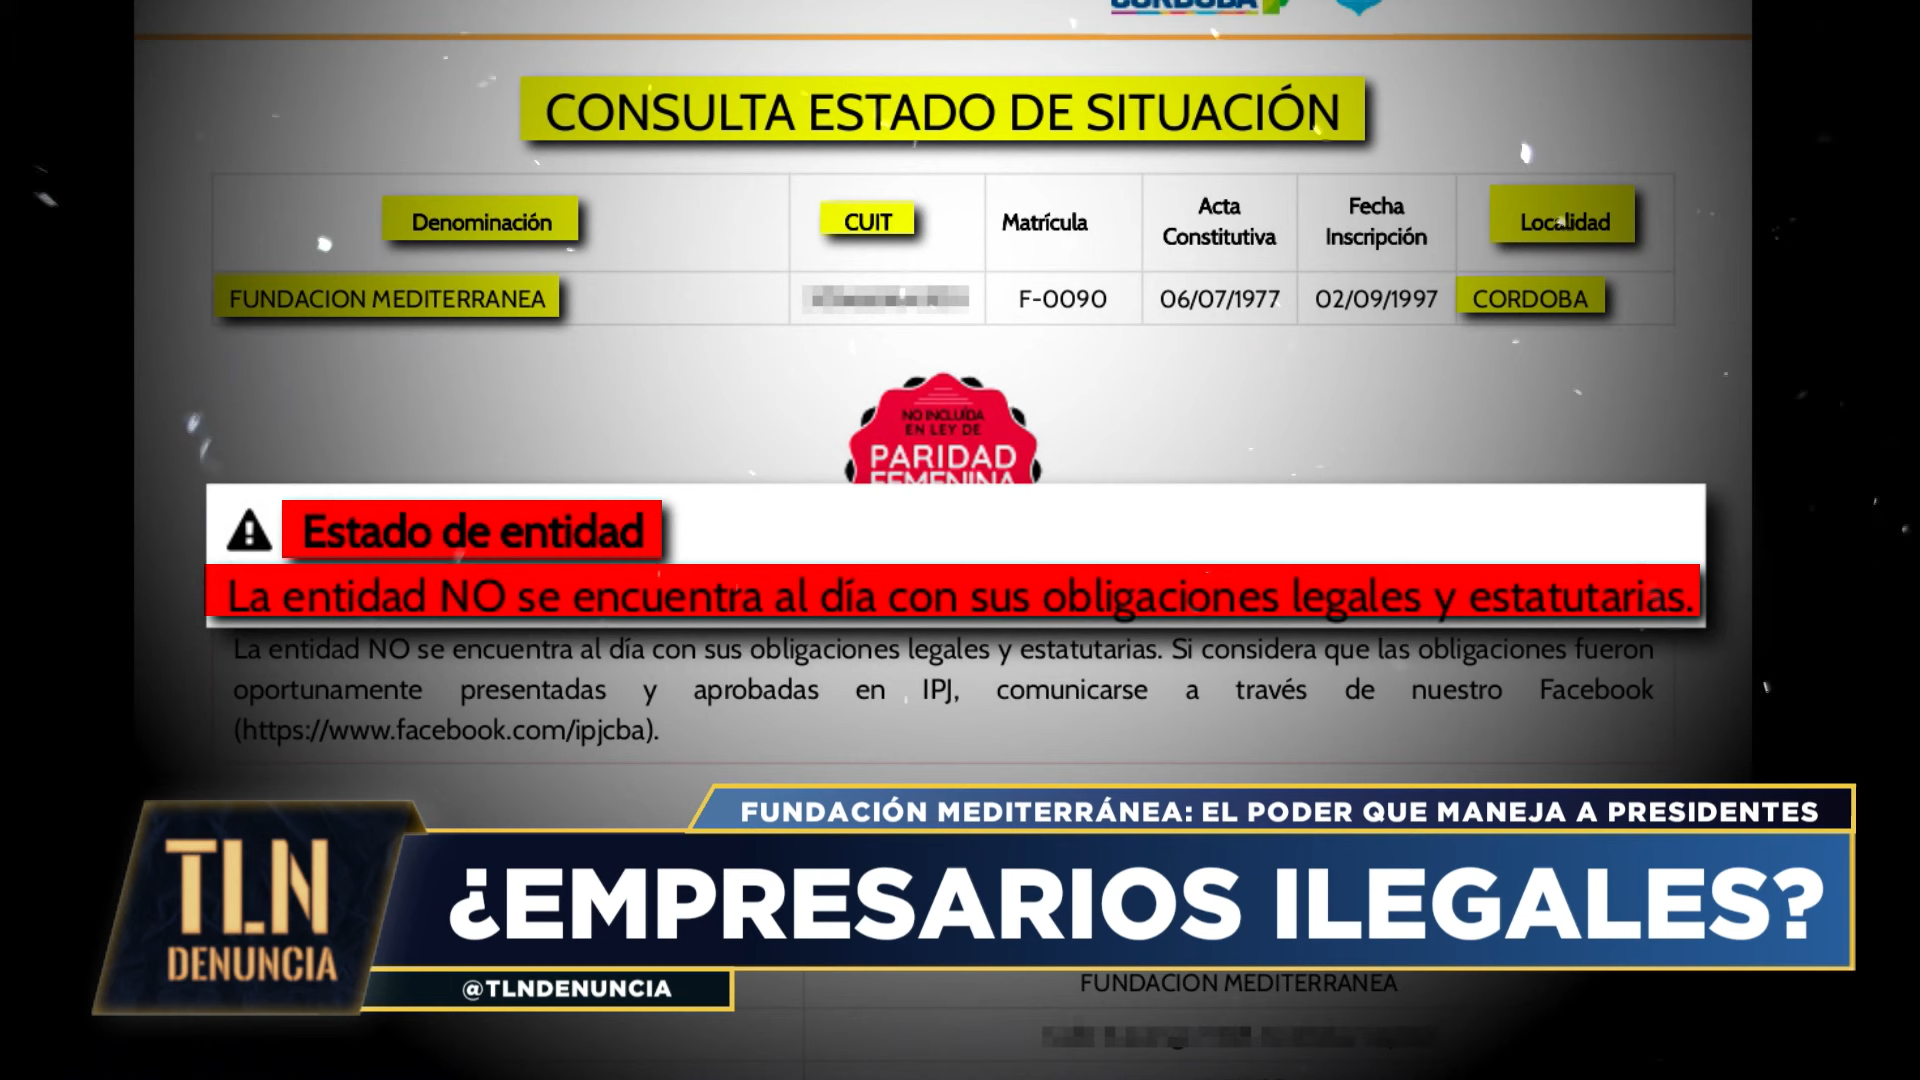 CÓRDOBA
CONSULTA ESTADO DE SITUACIÓN
Denominación
CUIT
Matrícula
Acta
Constitutiva
Fecha
Inscripción
Localidad
FUNDACION MEDITERRANEA
F-0090
06/07/1977
02/09/1997
CORDOBA
NO INCLUÍDA
EN LEY DE
PARIDAD
FEMENINA
Estado de entidad
La entidad NO se encuentra al día con sus obligaciones legales y estatutarias.
La entidad NO se encuentra al día con sus obligaciones legales y estatutarias. Si considera que las obligaciones fueron
oportunamente presentadas y aprobadas en IPJ, comunicarse a través de nuestro Facebook
(https://www.facebook.com/ipjcba).
FUNDACIÓN MEDITERRÁNEA: EL PODER QUE MANEJA A PRESIDENTES
TLN
DENUNCIA
¿EMPRESARIOS ILEGALES?
@TLNDENUNCIA
FUNDACION MEDITERRANEA